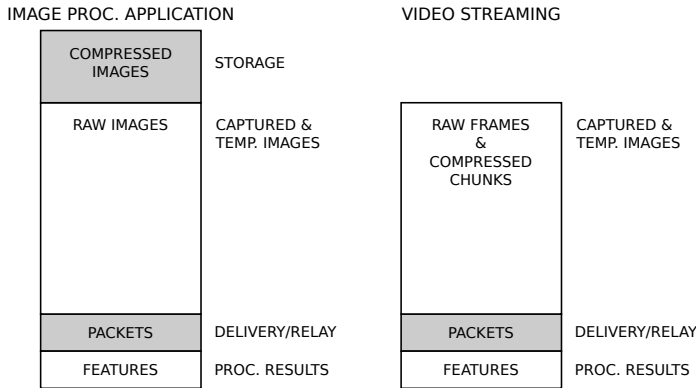 IMAGE PROC. APPLICATION
COMPRESSED
IMAGES
STORAGE
RAW IMAGES
CAPTURED &
TEMP. IMAGES
PACKETS
DELIVERY/RELAY
FEATURES
PROC. RESULTS
VIDEO STREAMING
RAW FRAMES
&
COMPRESSED
CHUNKS
CAPTURED &
TEMP. IMAGES
PACKETS
DELIVERY/RELAY
FEATURES
PROC. RESULTS